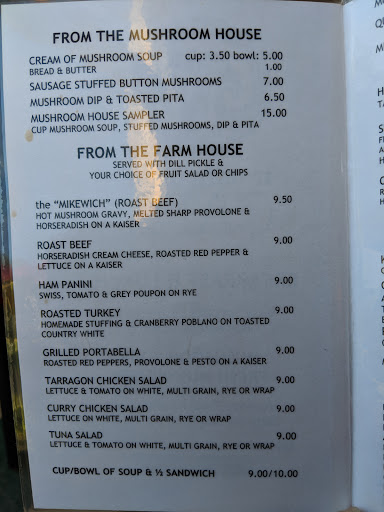 FROM THE MUSHROOM HOUSE
CREAM OF MUSHROOM SOUP cup: 3.50 bowl: 5.00
BREAD & BUTTER 1.00
SAUSAGE STUFFED BUTTON MUSHROOMS 7.00
MUSHROOM DIP & TOASTED PITA 6.50
MUSHROOM HOUSE SAMPLER 15.00
CUP MUSHROOM SOUP, STUFFED MUSHROOMS, DIP & PITA
FROM THE FARM HOUSE
SERVED WITH DILL PICKLE &
YOUR CHOICE OF FRUIT SALAD OR CHIPS
the "MIKEWICH" (ROAST BEEF) 9.50
HOT MUSHROOM GRAVY, MELTED SHARP PROVOLONE &
HORSERADISH ON A KAISER
ROAST BEEF 9.00
HORSERADISH CREAM CHEESE, ROASTED RED PEPPER &
LETTUCE ON A KAISER
HAM PANINI 9.00
SWISS, TOMATO & GREY POUPON ON RYE
ROASTED TURKEY 9.00
HOMEMADE STUFFING & CRANBERRY POBLANO ON TOASTED
COUNTRY WHITE
GRILLED PORTABELLA 9.00
ROASTED RED PEPPERS, PROVOLONE & PESTO ON A KAISER
TARRAGON CHICKEN SALAD 9.00
LETTUCE & TOMATO ON WHITE, MULTI GRAIN, RYE OR WRAP
CURRY CHICKEN SALAD 9.00
LETTUCE ON WHITE, MULTI GRAIN, RYE OR WRAP
TUNA SALAD 9.00
LETTUCE & TOMATO ON WHITE, MULTI GRAIN, RYE OR WRAP
CUP/BOWL OF SOUP & ½ SANDWICH 9.00/10.00